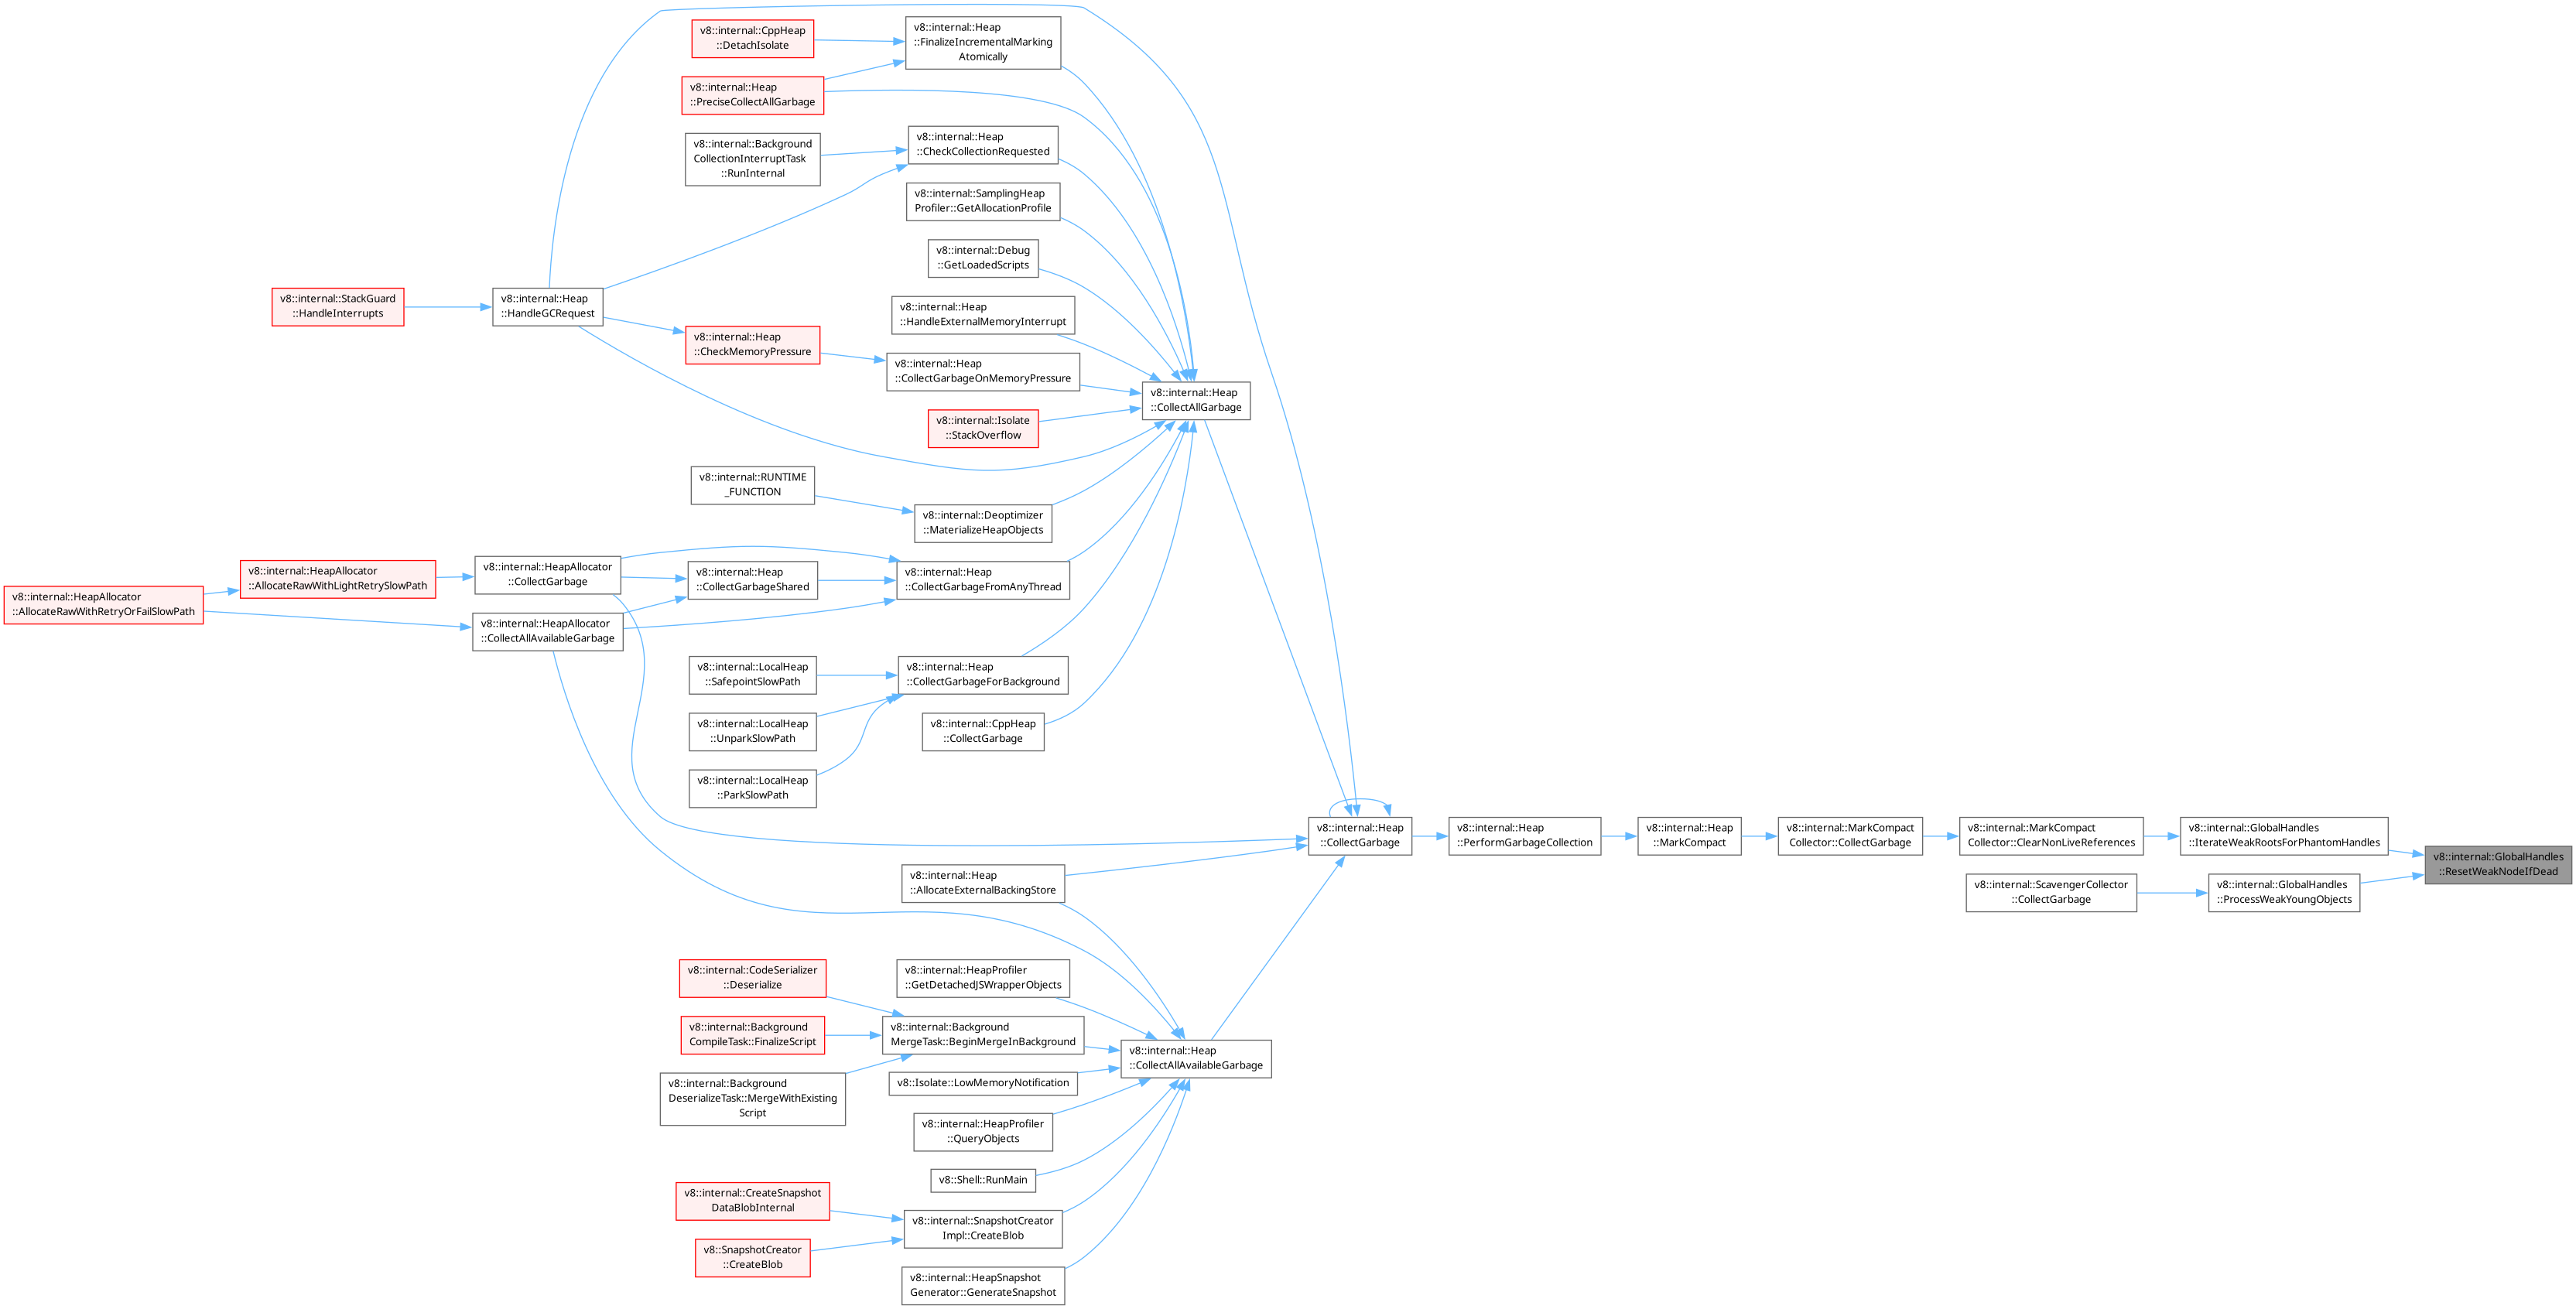 v8::internal::CppHeap
::DetachIsolate
v8::internal::Heap
::FinalizeIncrementalMarking
Atomically
v8::internal::Heap
::PreciseCollectAllGarbage
v8::internal::Background
CollectionInterruptTask
::RunInternal
v8::internal::Heap
::CheckCollectionRequested
v8::internal::SamplingHeap
Profiler::GetAllocationProfile
v8::internal::Debug
::GetLoadedScripts
v8::internal::StackGuard
::HandleInterrupts
v8::internal::Heap
::HandleGCRequest
v8::internal::Heap
::HandleExternalMemoryInterrupt
v8::internal::Heap
::CheckMemoryPressure
v8::internal::Heap
::CollectGarbageOnMemoryPressure
v8::internal::Heap
::CollectAllGarbage
v8::internal::Isolate
::StackOverflow
v8::internal::RUNTIME
_FUNCTION
v8::internal::Deoptimizer
::MaterializeHeapObjects
v8::internal::HeapAllocator
::AllocateRawWithRetryOrFailSlowPath
v8::internal::HeapAllocator
::AllocateRawWithLightRetrySlowPath
v8::internal::HeapAllocator
::CollectGarbage
v8::internal::Heap
::CollectGarbageShared
v8::internal::Heap
::CollectGarbageFromAnyThread
v8::internal::HeapAllocator
::CollectAllAvailableGarbage
v8::internal::LocalHeap
::SafepointSlowPath
v8::internal::Heap
::CollectGarbageForBackground
v8::internal::LocalHeap
::UnparkSlowPath
v8::internal::CppHeap
::CollectGarbage
v8::internal::LocalHeap
::ParkSlowPath
v8::internal::Heap
::CollectGarbage
v8::internal::Heap
::PerformGarbageCollection
v8::internal::Heap
::MarkCompact
v8::internal::MarkCompact
Collector::CollectGarbage
v8::internal::MarkCompact
Collector::ClearNonLiveReferences
v8::internal::GlobalHandles
::IterateWeakRootsForPhantomHandles
v8::internal::GlobalHandles
::ResetWeakNodeIfDead
v8::internal::Heap
::AllocateExternalBackingStore
v8::internal::ScavengerCollector
::CollectGarbage
v8::internal::GlobalHandles
::ProcessWeakYoungObjects
v8::internal::CodeSerializer
::Deserialize
v8::internal::HeapProfiler
::GetDetachedJSWrapperObjects
v8::internal::Background
CompileTask::FinalizeScript
v8::internal::Background
MergeTask::BeginMergeInBackground
v8::internal::Heap
::CollectAllAvailableGarbage
v8::internal::Background
DeserializeTask::MergeWithExisting
Script
v8::Isolate::LowMemoryNotification
v8::internal::HeapProfiler
::QueryObjects
v8::Shell::RunMain
v8::internal::CreateSnapshot
DataBlobInternal
v8::internal::SnapshotCreator
Impl::CreateBlob
v8::SnapshotCreator
::CreateBlob
v8::internal::HeapSnapshot
Generator::GenerateSnapshot